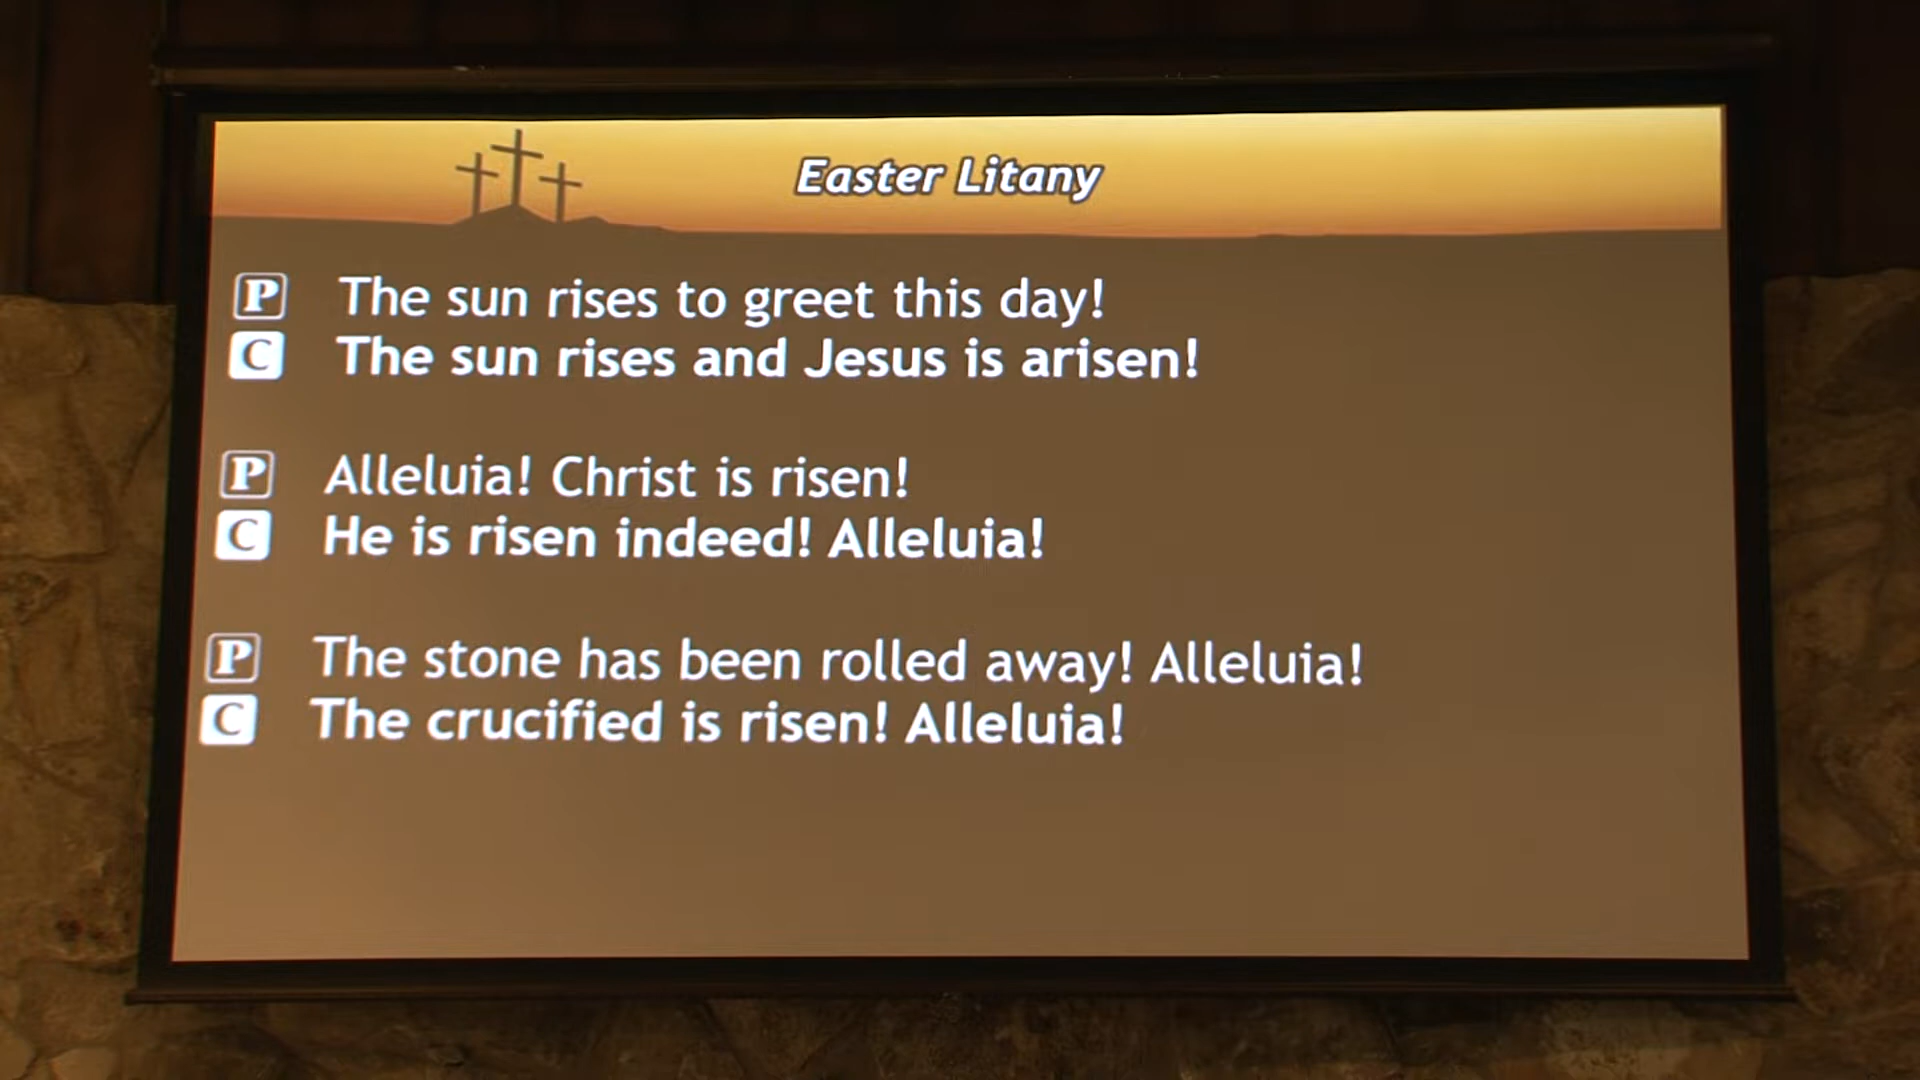 Easter Litany
P The sun rises to greet this day!
C The sun rises and Jesus is arisen!
P Alleluia! Christ is risen!
C He is risen indeed! Alleluia!
P The stone has been rolled away! Alleluia!
C The crucified is risen! Alleluia!